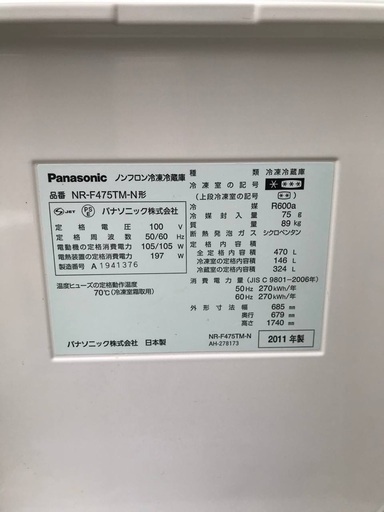 Panasonic ノンフロン冷凍冷蔵庫
品番 NR-F475TM-N形
JET PSE パナソニック株式会社
定格電圧 100 V
定格周波数 50/60 Hz
電動機の定格消費電力 105/105 W
電熱装置の定格消費電力 197 W
製造番号 A 1941376
温度ヒューズの定格動作温度
70℃(冷凍室霜取用)
パナソニック株式会社 日本製
種類 冷凍冷蔵庫
冷凍室の記号
(上段冷凍室の記号)
冷媒 R600a
冷媒封入量 75 g
質量 89 kg
断熱発泡ガス シクロペンタン
定格内容積
全定格内容積 470 L
冷凍室の定格内容積 146 L
冷蔵室の定格内容積 324 L
消費電力量(JIS C 9801-2006年)
50Hz 270 kWh/年
60Hz 270 kWh/年
外形寸法 幅 685 mm
奥行 679 mm
高さ 1740 mm
NR-F475TM-N
AH-278173
2011年製